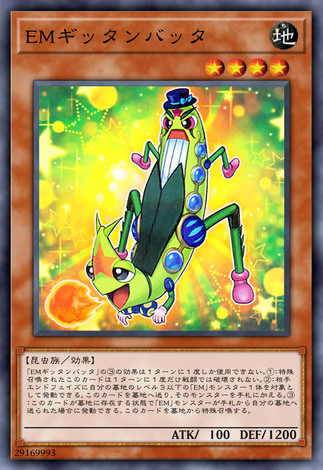 EMギッタンバッタ
地
【昆虫族／効果】
「EMギッタンバッタ」の③の効果は１ターンに１度しか使用できない。①：特殊
召喚されたこのカードは１ターンに１度だけ戦闘では破壊されない。②：相手
エンドフェイズに自分の墓地のレベル３以下の「EM」モンスター１体を対象と
して発動できる。このカードを墓地へ送り、そのモンスターを手札に加える。③
：このカードが墓地に存在する状態で「EM」モンスターが手札から自分の墓地へ
送られた場合に発動できる。このカードを墓地から特殊召喚する。
ATK/ 100 DEF/1200
29169993